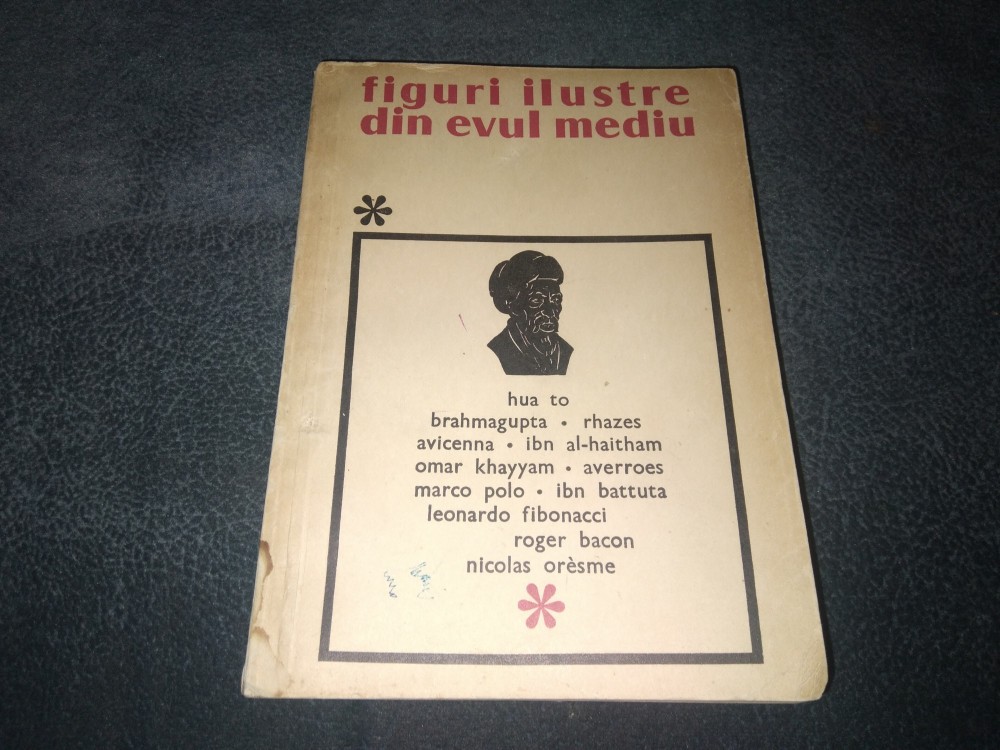 figuri ilustre
din evul mediu
hua to
brahmagupta • rhazes
avicenna • ibn al-haitham
omar khayyam • averroes
marco polo • ibn battuta
leonardo fibonacci
roger bacon
nicolas orèsme